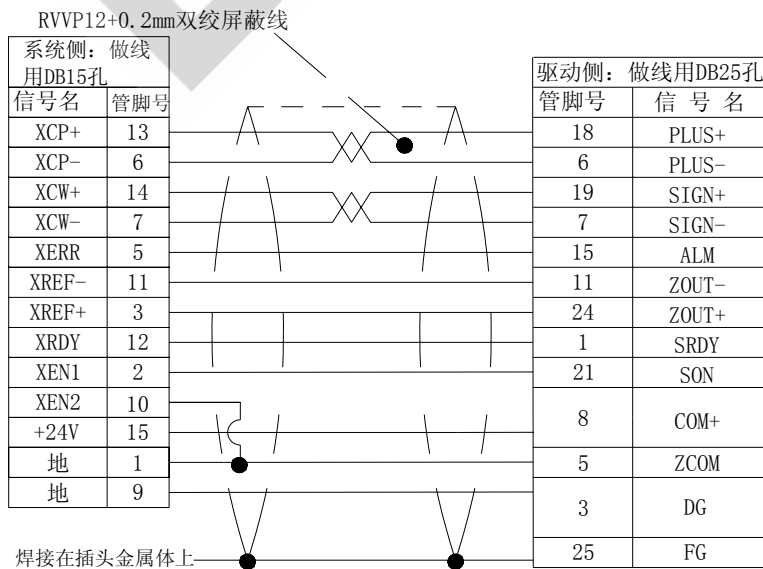 RVVP12+0.2mm双绞屏蔽线
系统侧: 做线
用DB15孔
信号名 管脚号
XCP+ 13
XCP- 6
XCW+ 14
XCW- 7
XERR 5
XREF- 11
XREF+ 3
XRDY 12
XEN1 2
XEN2 10
+24V 15
地 1
地 9
驱动侧: 做线用DB25孔
管脚号 信 号 名
18 PLUS+
6 PLUS-
19 SIGN+
7 SIGN-
15 ALM
11 ZOUT-
24 ZOUT+
1 SRDY
21 SON
8 COM+
5 ZCOM
3 DG
25 FG
焊接在插头金属体上